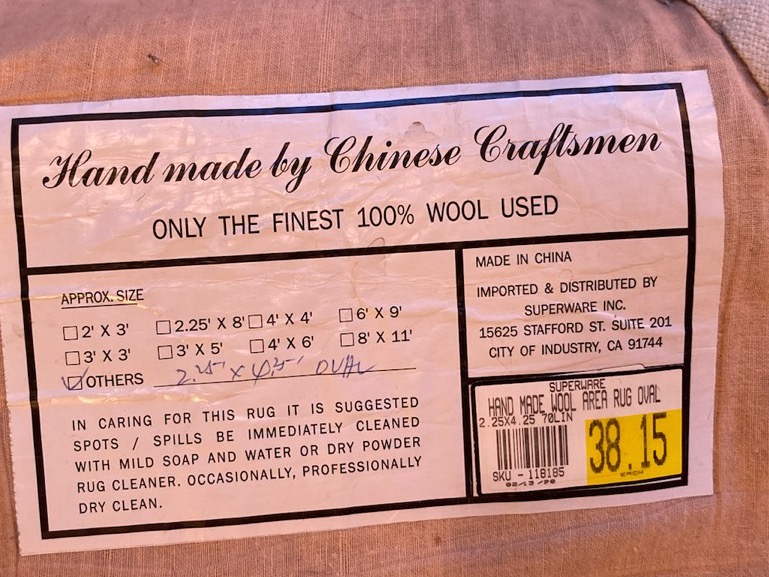 Hand made by Chinese Craftsmen
ONLY THE FINEST 100% WOOL USED
APPROX. SIZE
☐ 2' X 3' ☐ 2.25' X 8' ☐ 4' X 4' ☐ 6' X 9'
☐ 3' X 3' ☐ 3' X 5' ☐ 4' X 6' ☐ 8' X 11'
☑ OTHERS OVAL
IN CARING FOR THIS RUG IT IS SUGGESTED
SPOTS / SPILLS BE IMMEDIATELY CLEANED
WITH MILD SOAP AND WATER OR DRY POWDER
RUG CLEANER. OCCASIONALLY, PROFESSIONALLY
DRY CLEAN.
MADE IN CHINA
IMPORTED & DISTRIBUTED BY
SUPERWARE INC.
15625 STAFFORD ST. SUITE 201
CITY OF INDUSTRY, CA 91744
SUPERWARE
HAND MADE WOOL AREA RUG OVAL
2.25X4.25 70LIN
38.15
SKU - 118185
EACH